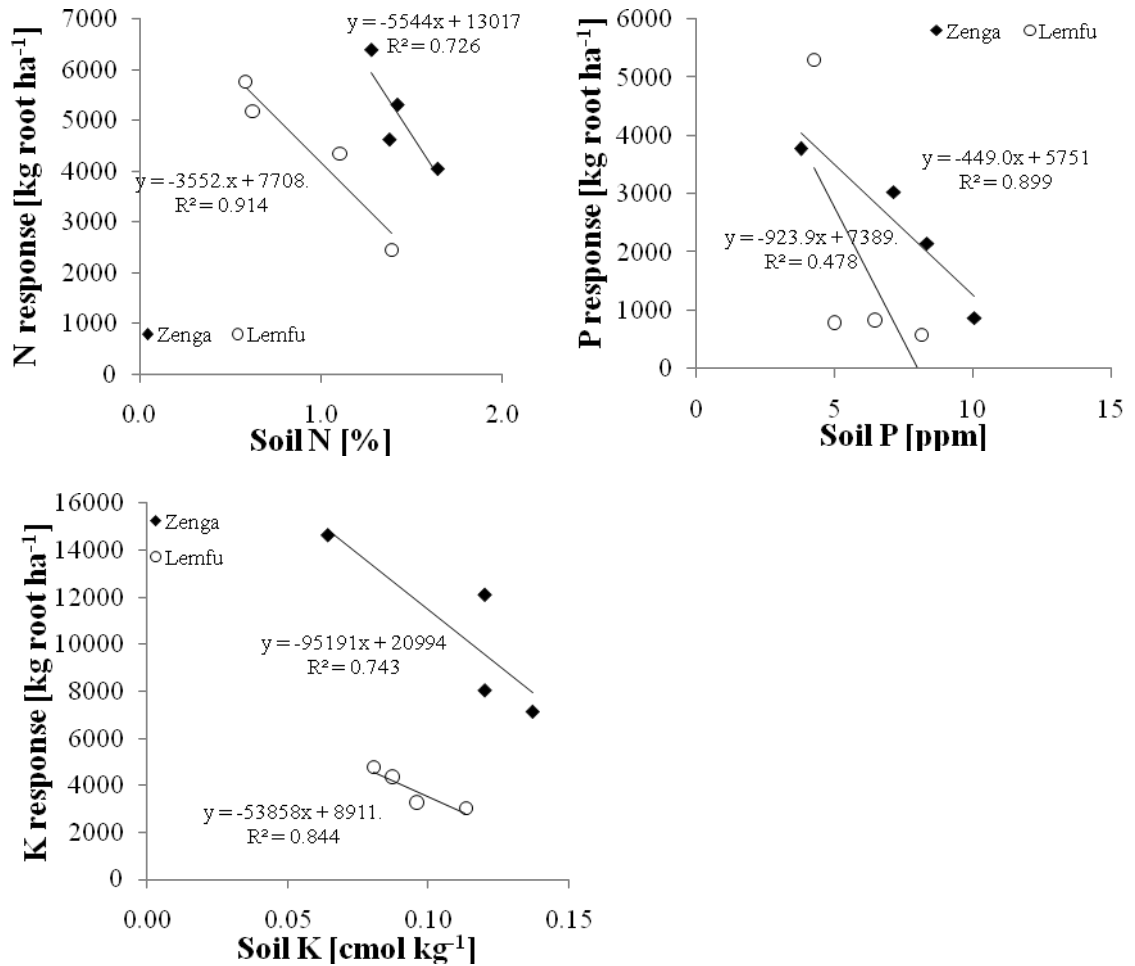 N response [kg root ha⁻¹]
7000
6000
5000
4000
3000
2000
1000
0
y = -5544x + 13017
R² = 0.726
y = -3552.x + 7708.
R² = 0.914
Zenga Lemfu
0.0 1.0 2.0
Soil N [%]
P response [kg root ha⁻¹]
6000
5000
4000
3000
2000
1000
0
Zenga Lemfu
y = -449.0x + 5751
R² = 0.899
y = -923.9x + 7389.
R² = 0.478
0 5 10 15
Soil P [ppm]
K response [kg root ha⁻¹]
16000
14000
12000
10000
8000
6000
4000
2000
0
Zenga
Lemfu
y = -95191x + 20994
R² = 0.743
y = -53858x + 8911.
R² = 0.844
0.00 0.05 0.10 0.15
Soil K [cmol kg⁻¹]